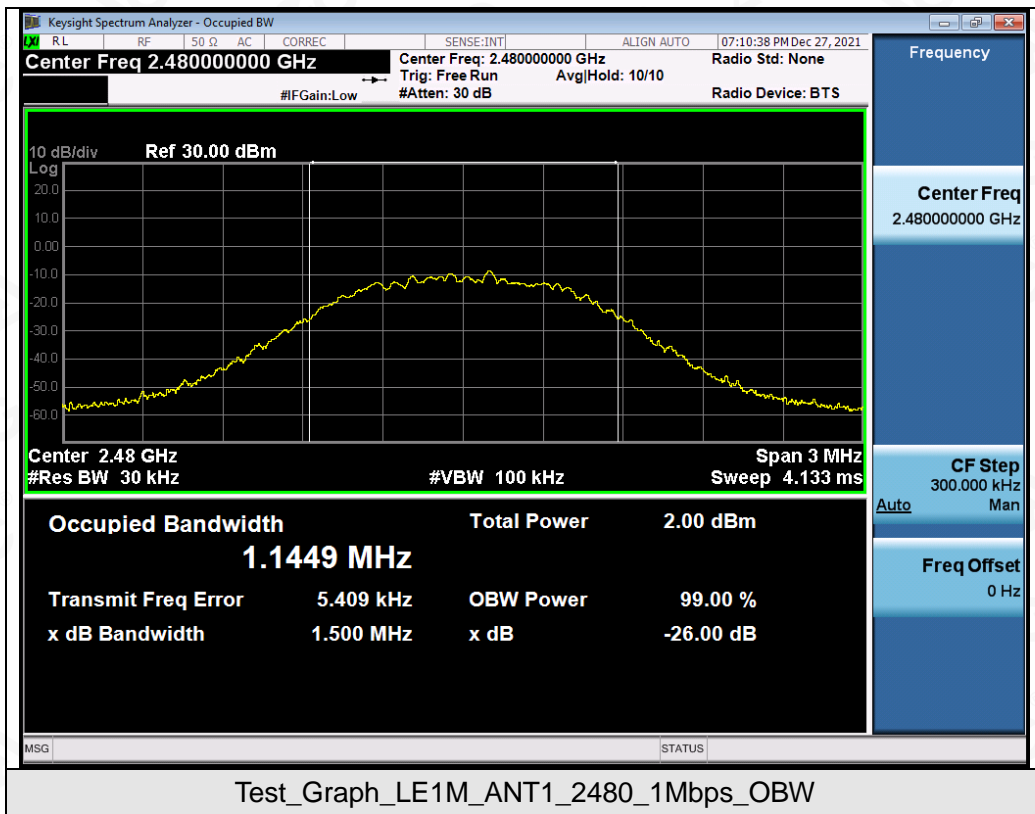 Keysight Spectrum Analyzer - Occupied BW
LXI RL RF 50 Ω AC CORREC SENSE:INT ALIGN AUTO 07:10:38 PM Dec 27, 2021
Center Freq 2.480000000 GHz Center Freq: 2.480000000 GHz Radio Std: None
Trig: Free Run Avg|Hold: 10/10
#IFGain:Low #Atten: 30 dB Radio Device: BTS
Frequency
10 dB/div Ref 30.00 dBm
Log
20.0
10.0
0.00
-10.0
-20.0
-30.0
-40.0
-50.0
-60.0
Center 2.48 GHz Span 3 MHz
#Res BW 30 kHz #VBW 100 kHz Sweep 4.133 ms
Center Freq
2.480000000 GHz
CF Step
300.000 kHz
Auto Man
Freq Offset
0 Hz
Occupied Bandwidth Total Power 2.00 dBm
1.1449 MHz
Transmit Freq Error 5.409 kHz OBW Power 99.00 %
x dB Bandwidth 1.500 MHz x dB -26.00 dB
MSG STATUS
Test_Graph_LE1M_ANT1_2480_1Mbps_OBW